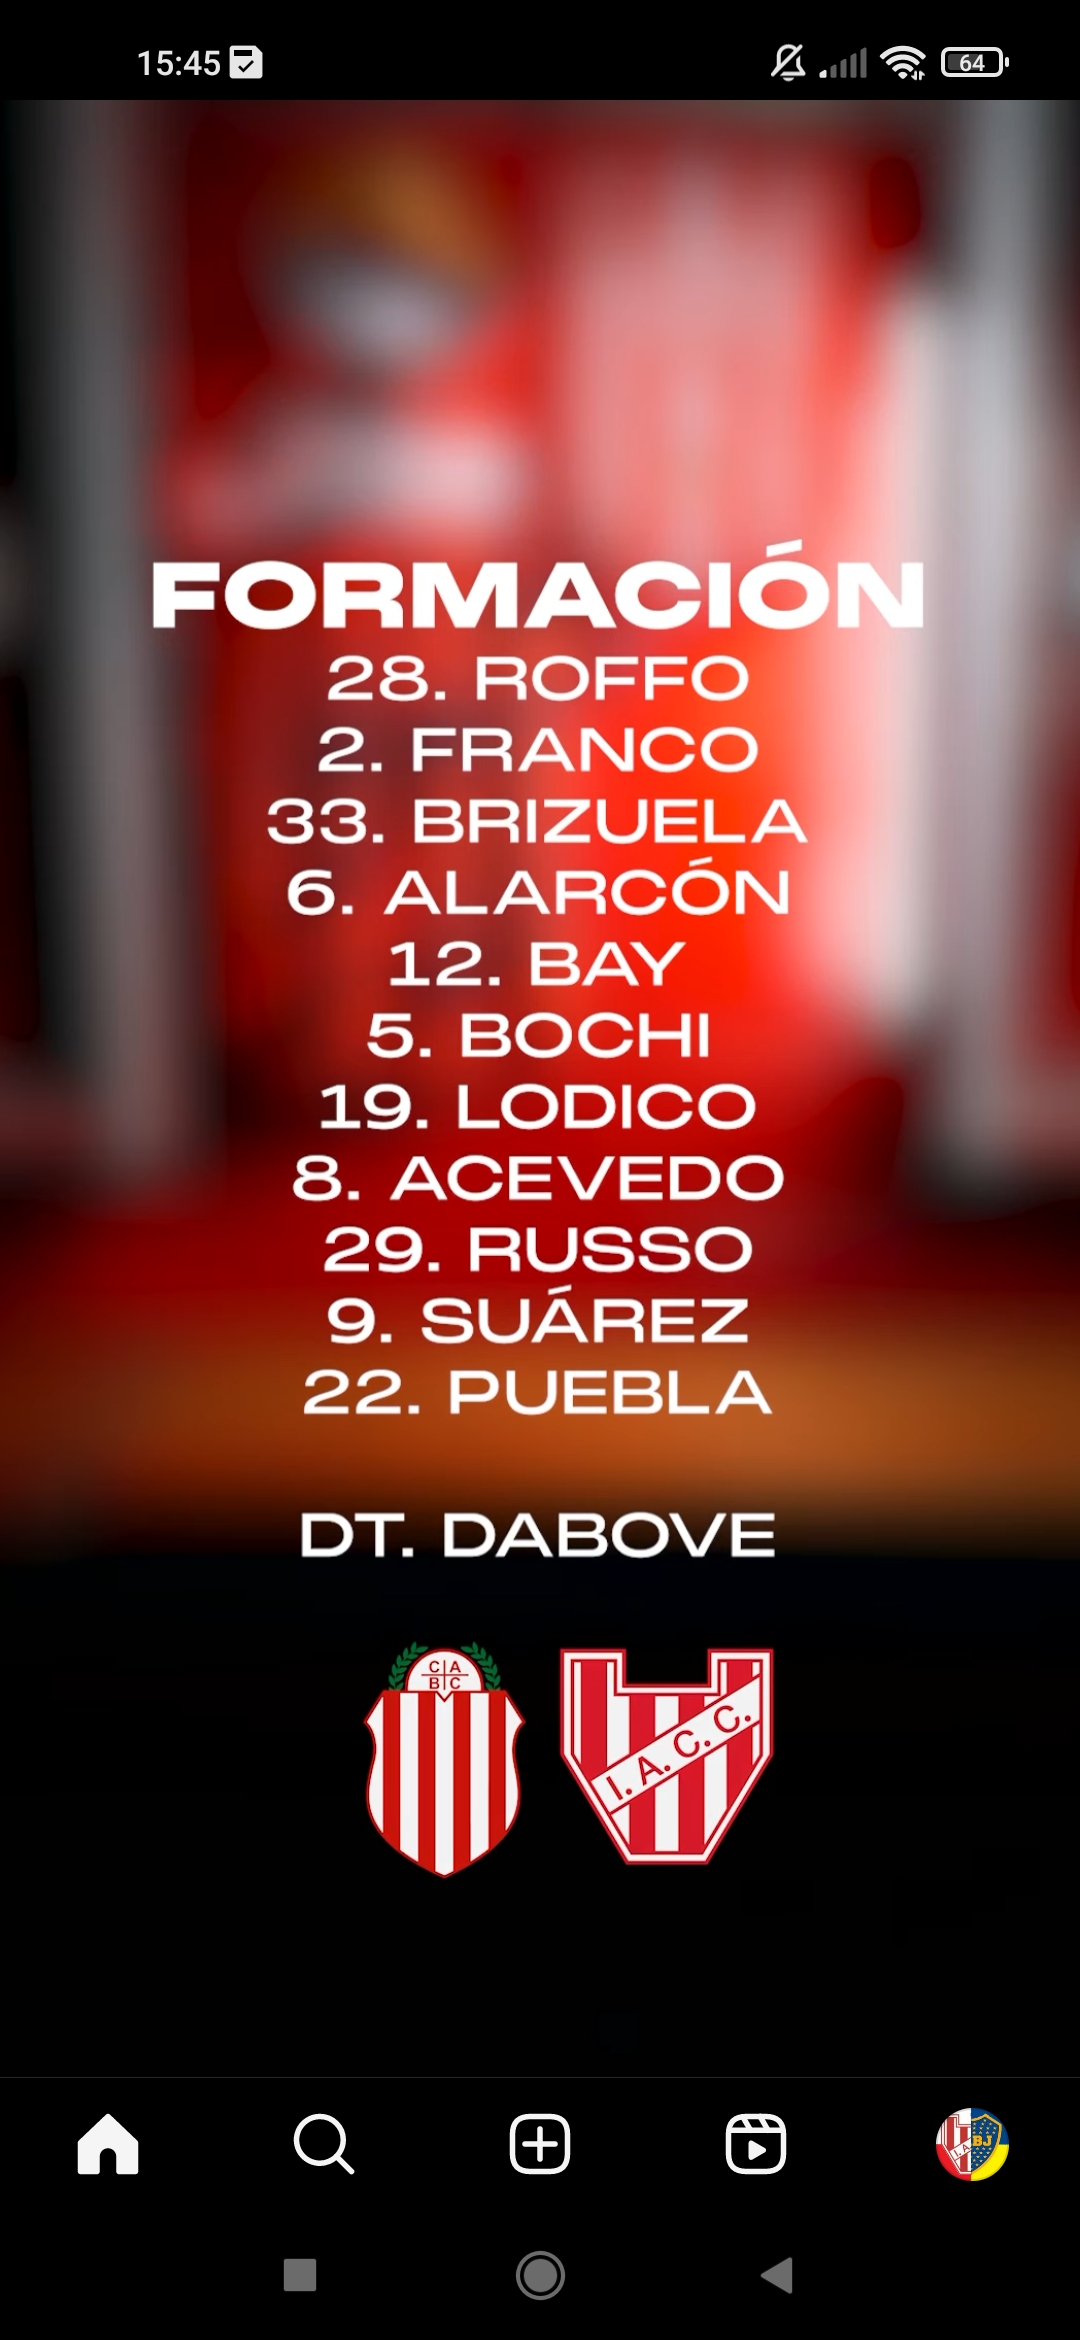 15:45
64
FORMACIÓN
28. ROFFO
2. FRANCO
33. BRIZUELA
6. ALARCÓN
12. BAY
5. BOCHI
19. LODICO
8. ACEVEDO
29. RUSSO
9. SUÁREZ
22. PUEBLA
DT. DABOVE
C A
B C
I. A. C. C.
I. A
BJ